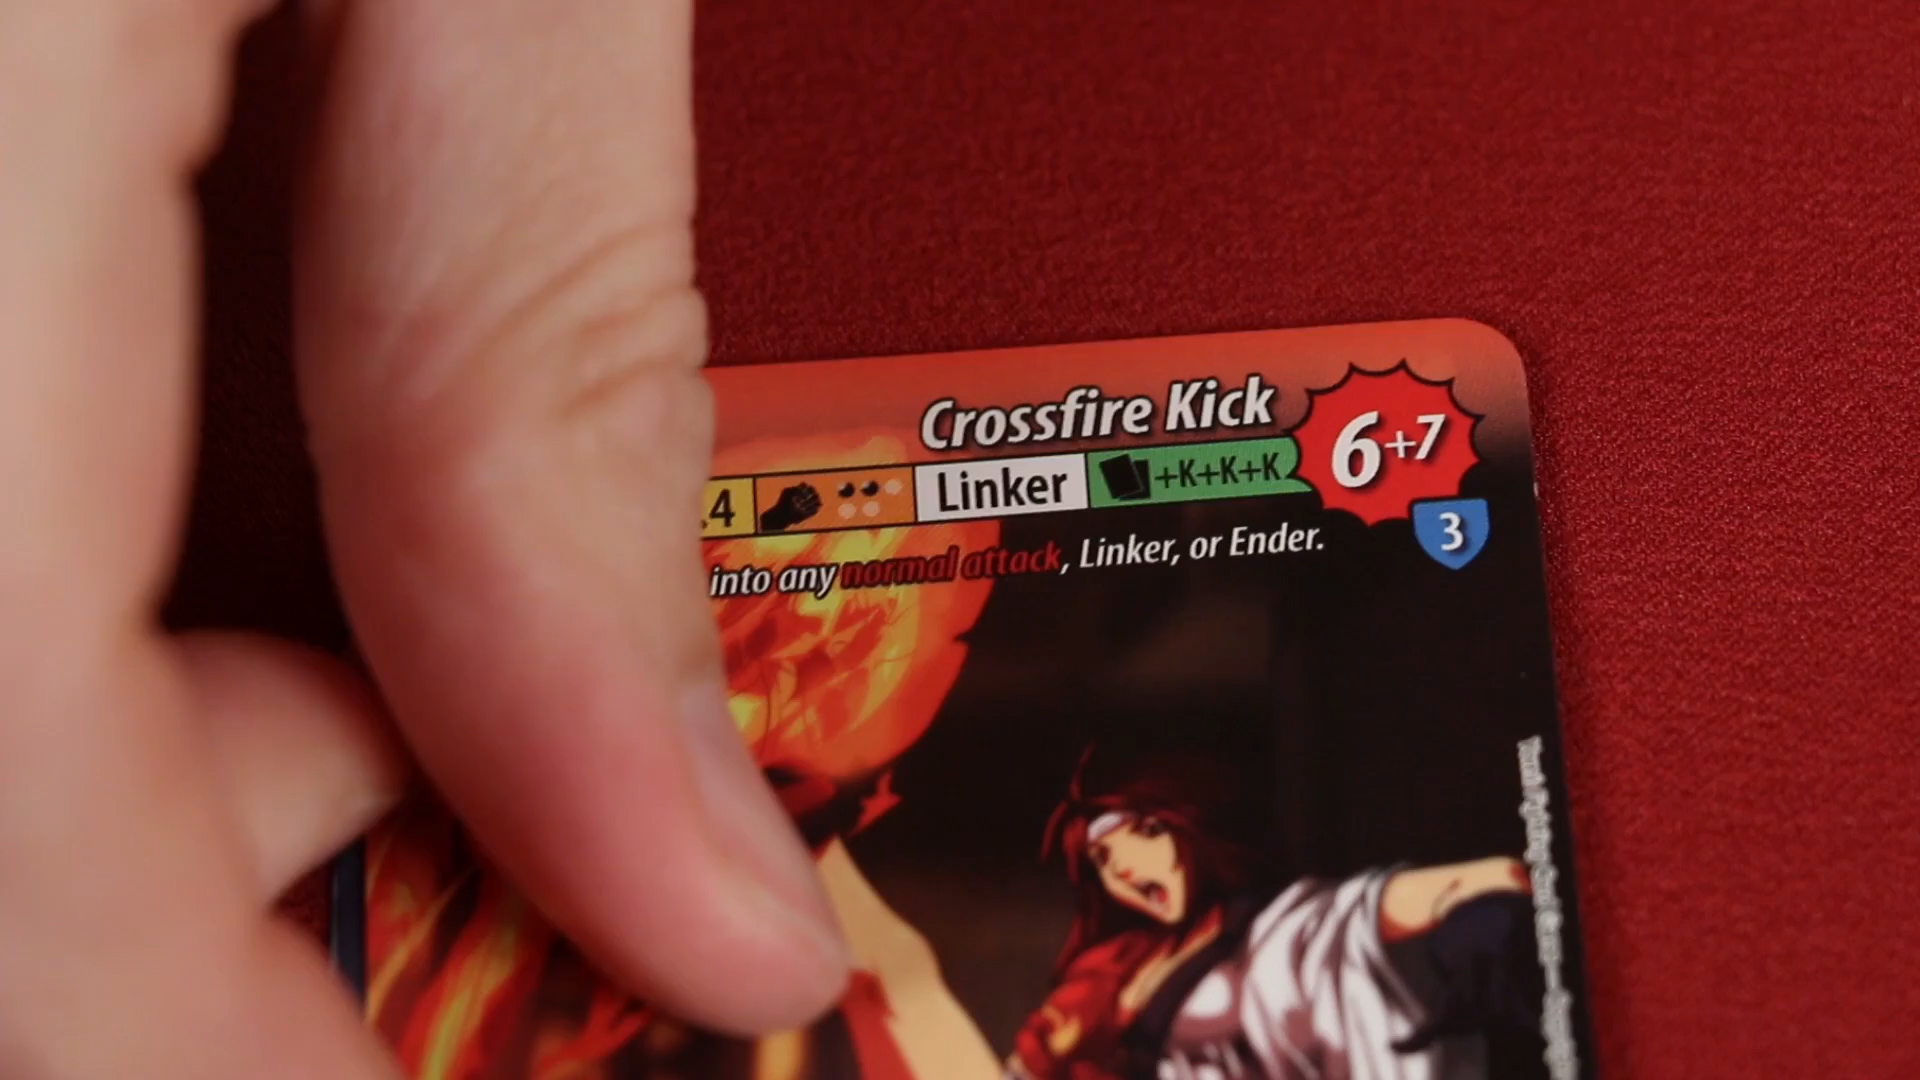 Crossfire Kick
6+7
.4 Linker +K+K+K
3
into any normal attack, Linker, or Ender.